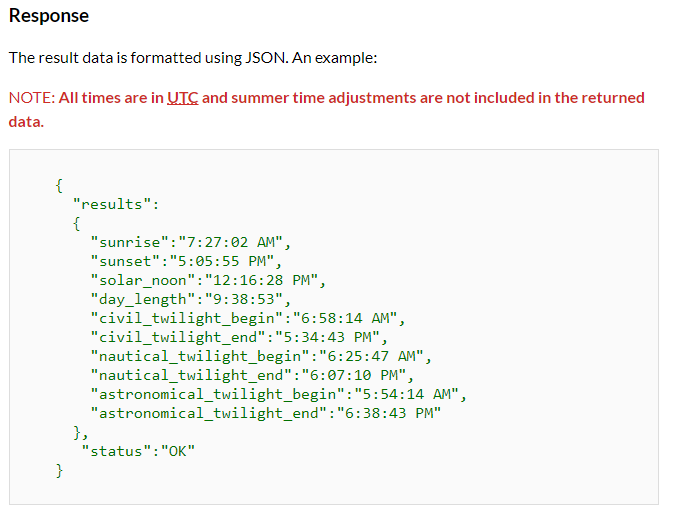 Response
The result data is formatted using JSON. An example:
NOTE: All times are in UTC and summer time adjustments are not included in the returned
data.
{
"results":
{
"sunrise":"7:27:02 AM",
"sunset":"5:05:55 PM",
"solar_noon":"12:16:28 PM",
"day_length":"9:38:53",
"civil_twilight_begin":"6:58:14 AM",
"civil_twilight_end":"5:34:43 PM",
"nautical_twilight_begin":"6:25:47 AM",
"nautical_twilight_end":"6:07:10 PM",
"astronomical_twilight_begin":"5:54:14 AM",
"astronomical_twilight_end":"6:38:43 PM"
},
"status":"OK"
}